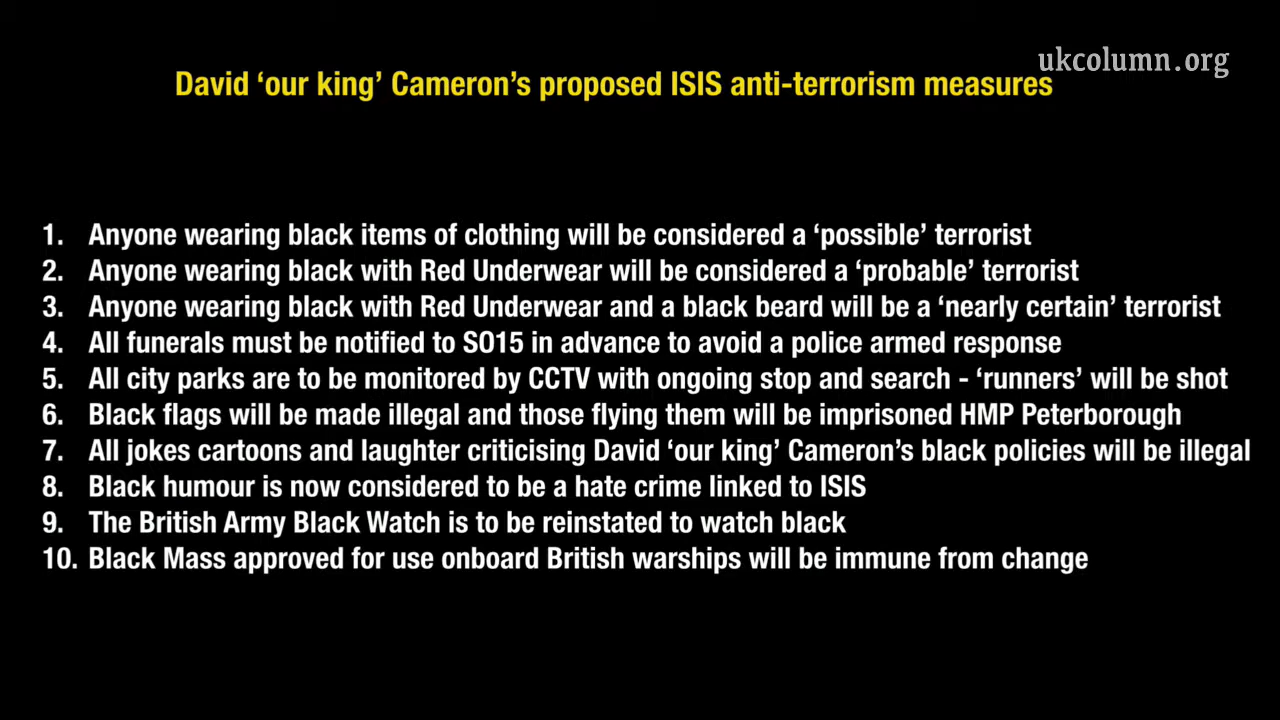 ukcolumn.org
David ‘our king’ Cameron’s proposed ISIS anti-terrorism measures
1. Anyone wearing black items of clothing will be considered a ‘possible’ terrorist
2. Anyone wearing black with Red Underwear will be considered a ‘probable’ terrorist
3. Anyone wearing black with Red Underwear and a black beard will be a ‘nearly certain’ terrorist
4. All funerals must be notified to SO15 in advance to avoid a police armed response
5. All city parks are to be monitored by CCTV with ongoing stop and search - ‘runners’ will be shot
6. Black flags will be made illegal and those flying them will be imprisoned HMP Peterborough
7. All jokes cartoons and laughter criticising David ‘our king’ Cameron’s black policies will be illegal
8. Black humour is now considered to be a hate crime linked to ISIS
9. The British Army Black Watch is to be reinstated to watch black
10. Black Mass approved for use onboard British warships will be immune from change